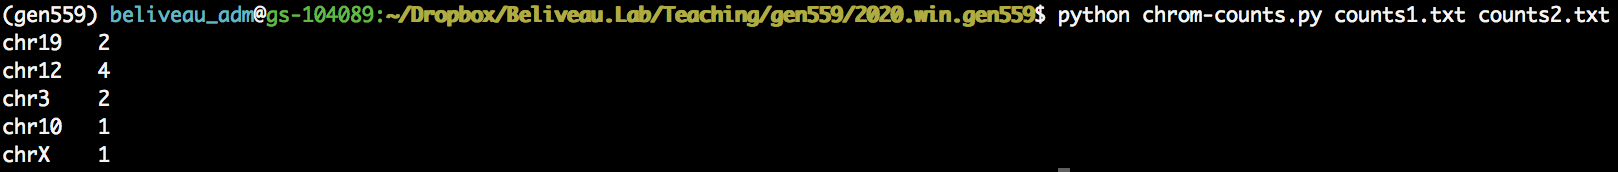 (gen559) beliveau_adm@gs-104089:~/Dropbox/Beliveau.Lab/Teaching/gen559/2020.win.gen559$ python chrom-counts.py counts1.txt counts2.txt
chr19   2
chr12   4
chr3    2
chr10   1
chrX    1